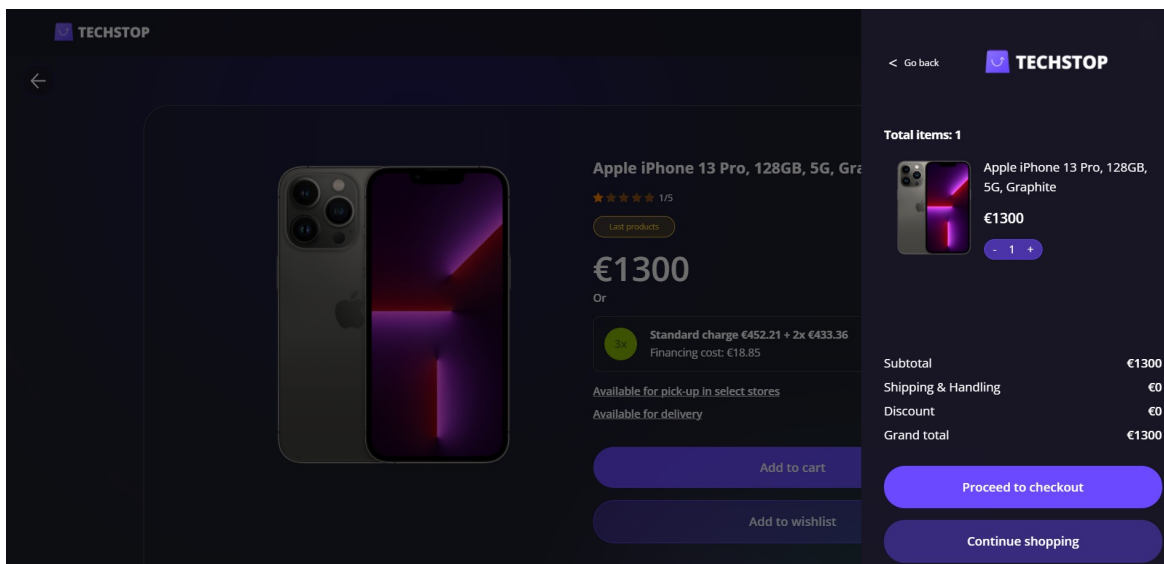 TECHSTOP
Apple iPhone 13 Pro, 128GB, 5G, Gra
1/5
Last products
€1300
Or
3x
Standard charge €452.21 + 2x €433.36
Financing cost: €18.85
Available for pick-up in select stores
Available for delivery
Add to cart
Add to wishlist
< Go back
TECHSTOP
Total items: 1
Apple iPhone 13 Pro, 128GB,
5G, Graphite
€1300
- 1 +
Subtotal €1300
Shipping & Handling €0
Discount €0
Grand total €1300
Proceed to checkout
Continue shopping